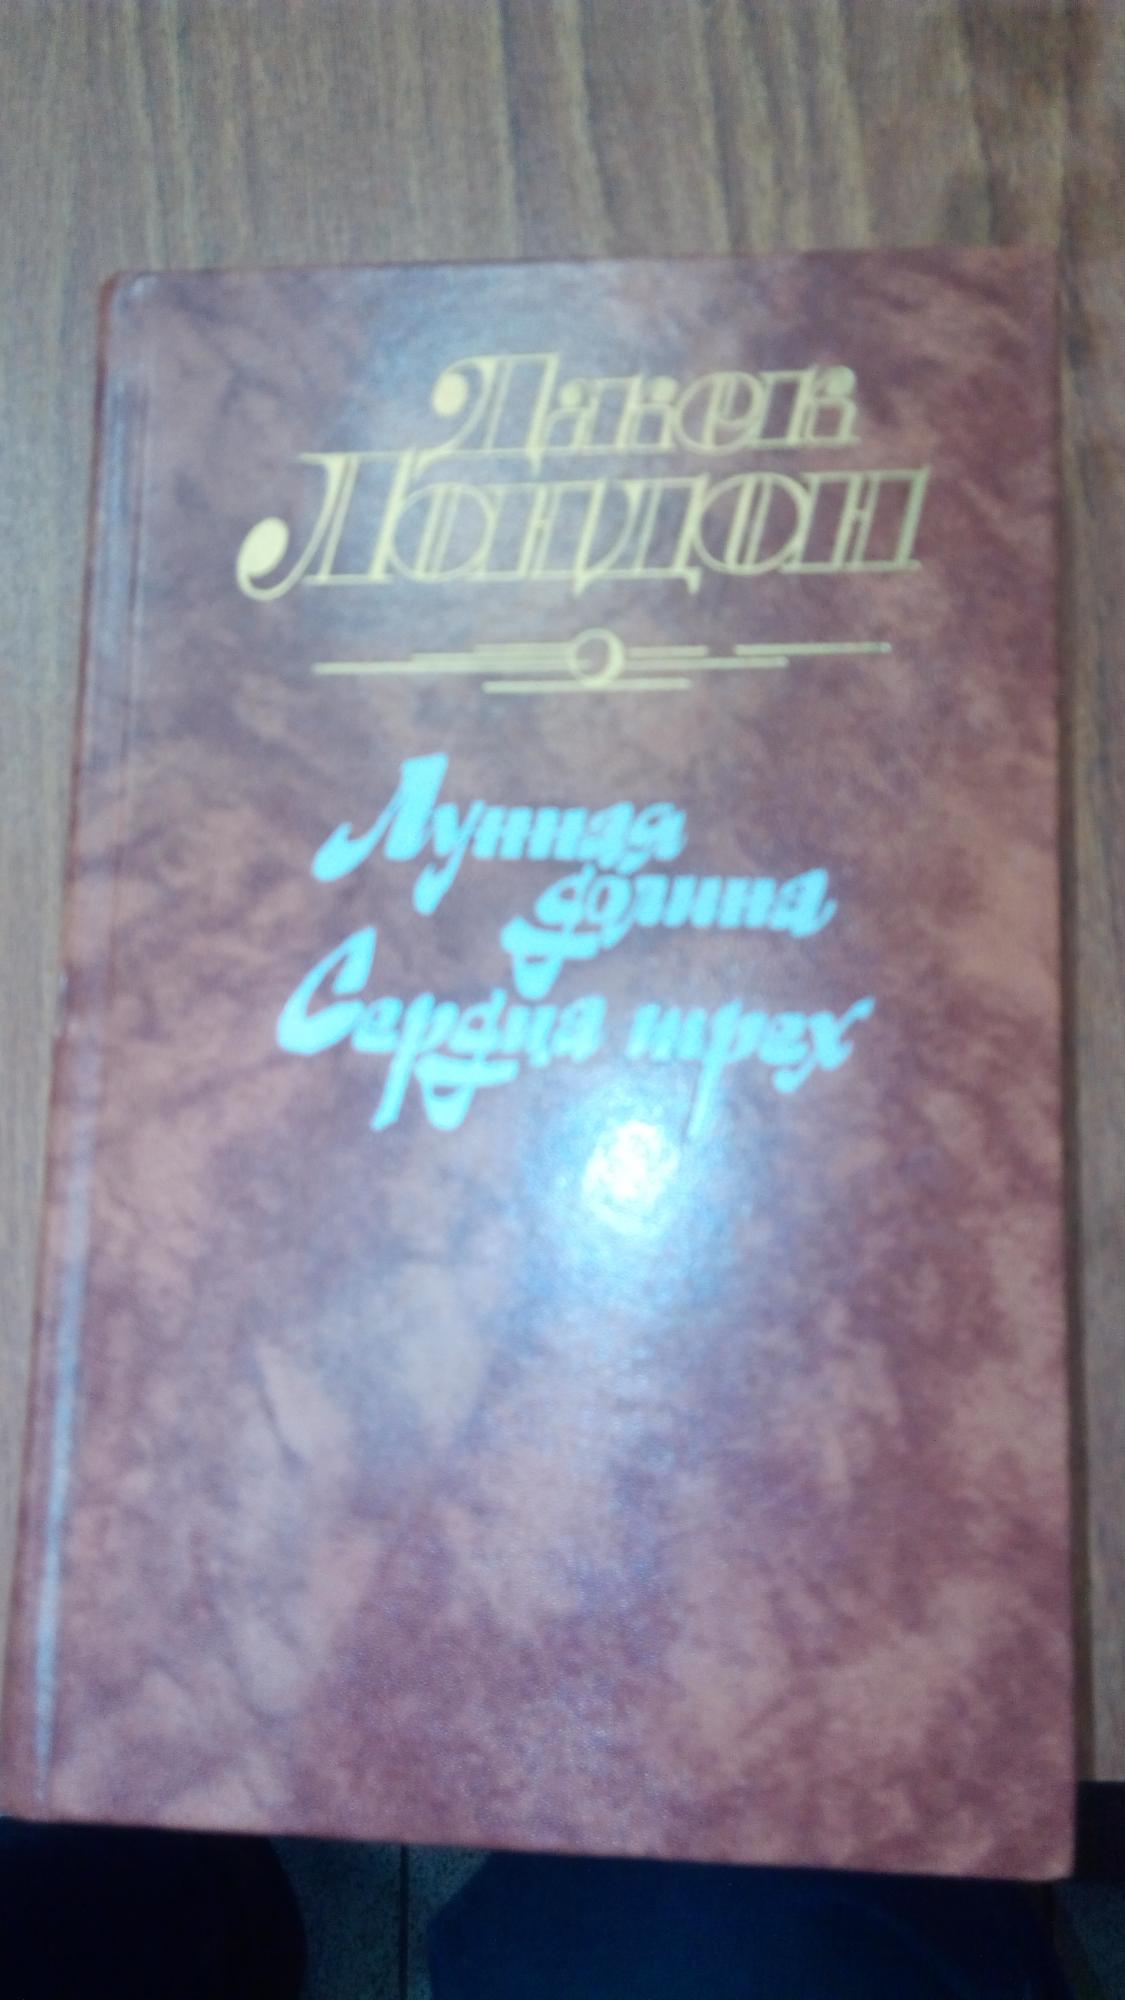 Джек
Лондон
Лунная
долина
Сердца трех